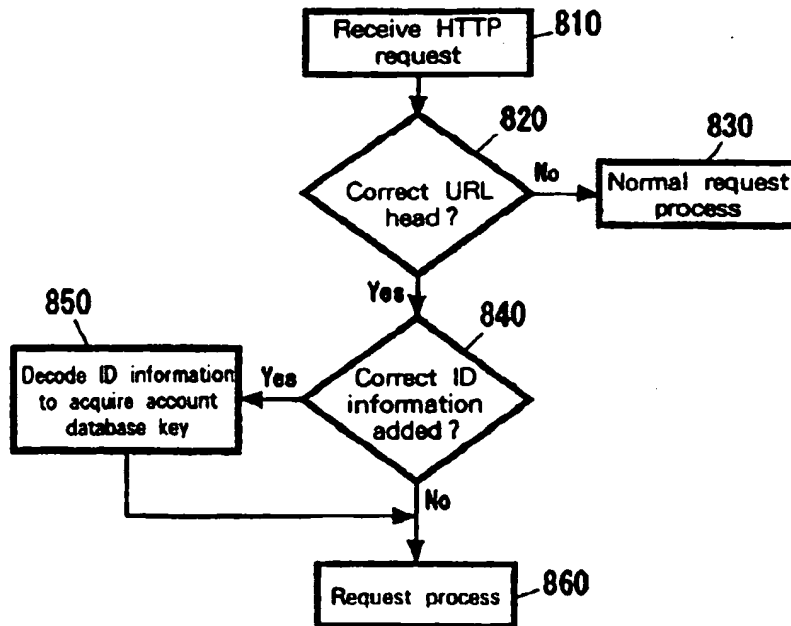 Receive HTTP
request
810
820
Correct URL
head?
No
830
Normal request
process
Yes
840
Correct ID
information
added?
Yes
850
Decode ID information
to acquire account
database key
No
Request process
860